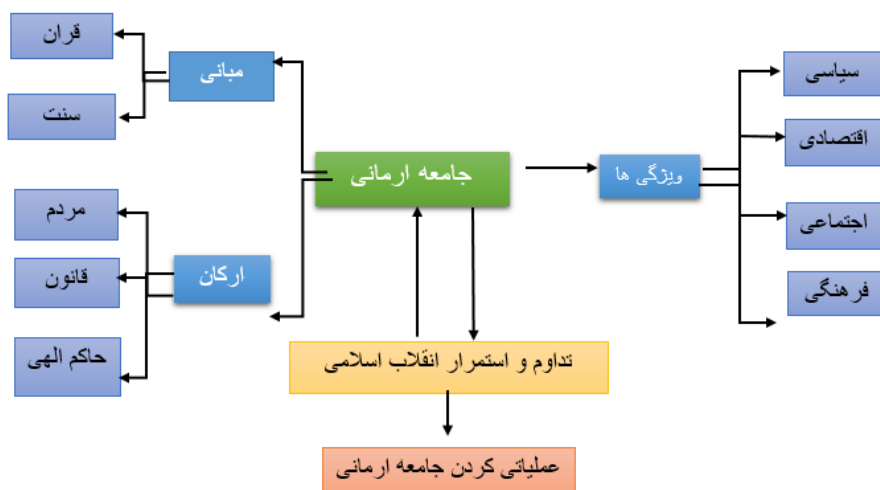 قران
سنت
مبانی
سیاسی
اقتصادی
اجتماعی
فرهنگی
ویژگی ها
جامعه ارمانی
مردم
قانون
حاکم الهی
ارکان
تداوم و استمرار انقلاب اسلامی
عملیاتی کردن جامعه ارمانی